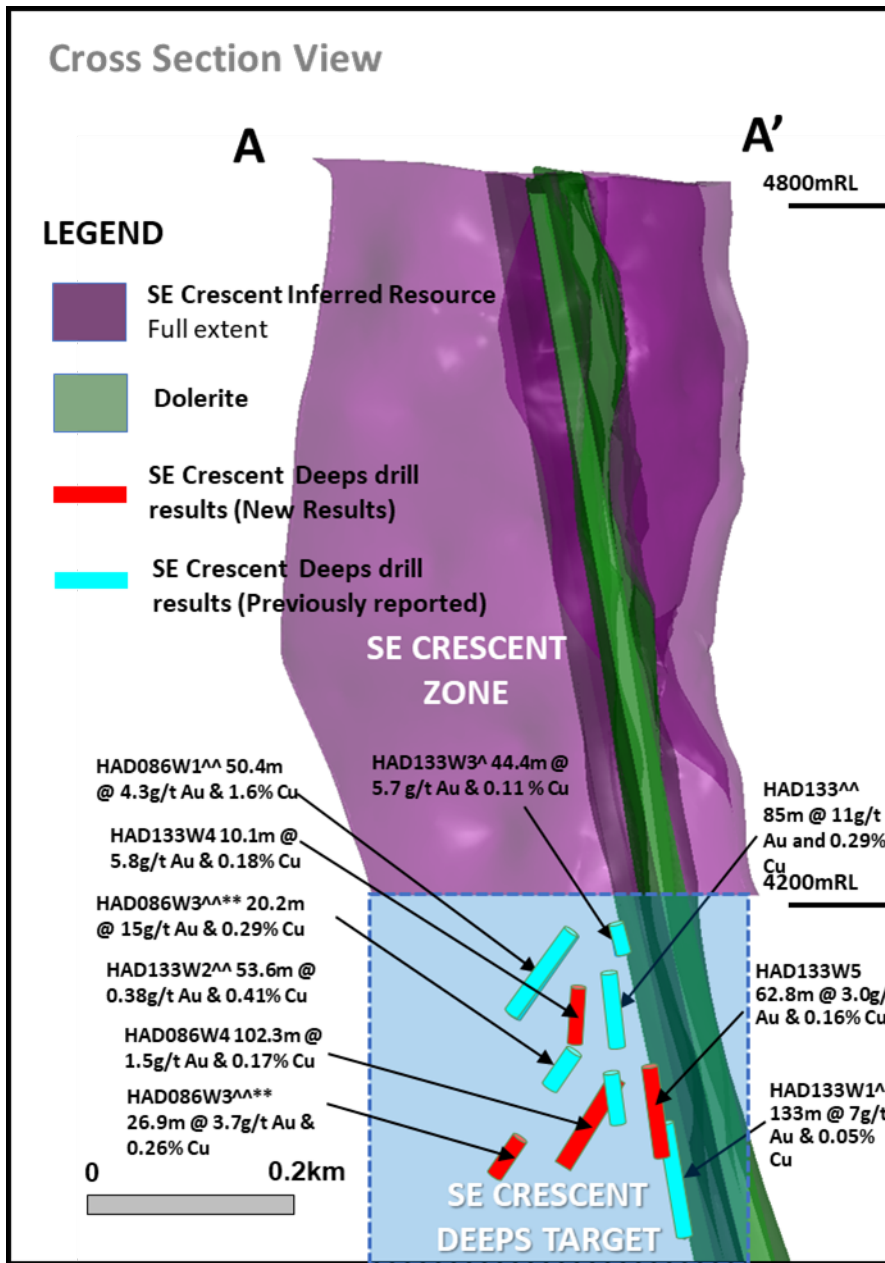 Cross Section View
A
A’
4800mRL
LEGEND
SE Crescent Inferred Resource
Full extent
Dolerite
SE Crescent Deeps drill
results (New Results)
SE Crescent Deeps drill
results (Previously reported)
SE CRESCENT
ZONE
HAD086W1^^ 50.4m
@ 4.3g/t Au & 1.6% Cu
HAD133W3^ 44.4m @
5.7 g/t Au & 0.11 % Cu
HAD133^^
85m @ 11g/t
Au and 0.29%
Cu
4200mRL
HAD133W4 10.1m @
5.8g/t Au & 0.18% Cu
HAD086W3^^** 20.2m
@ 15g/t Au & 0.29% Cu
HAD133W2^^ 53.6m @
0.38g/t Au & 0.41% Cu
HAD086W4 102.3m @
1.5g/t Au & 0.17% Cu
HAD086W3^^**
26.9m @ 3.7g/t Au &
0.26% Cu
HAD133W5
62.8m @ 3.0g/
Au & 0.16% Cu
HAD133W1^
133m @ 7g/t
Au & 0.05%
Cu
0
0.2km
SE CRESCENT
DEEPS TARGET